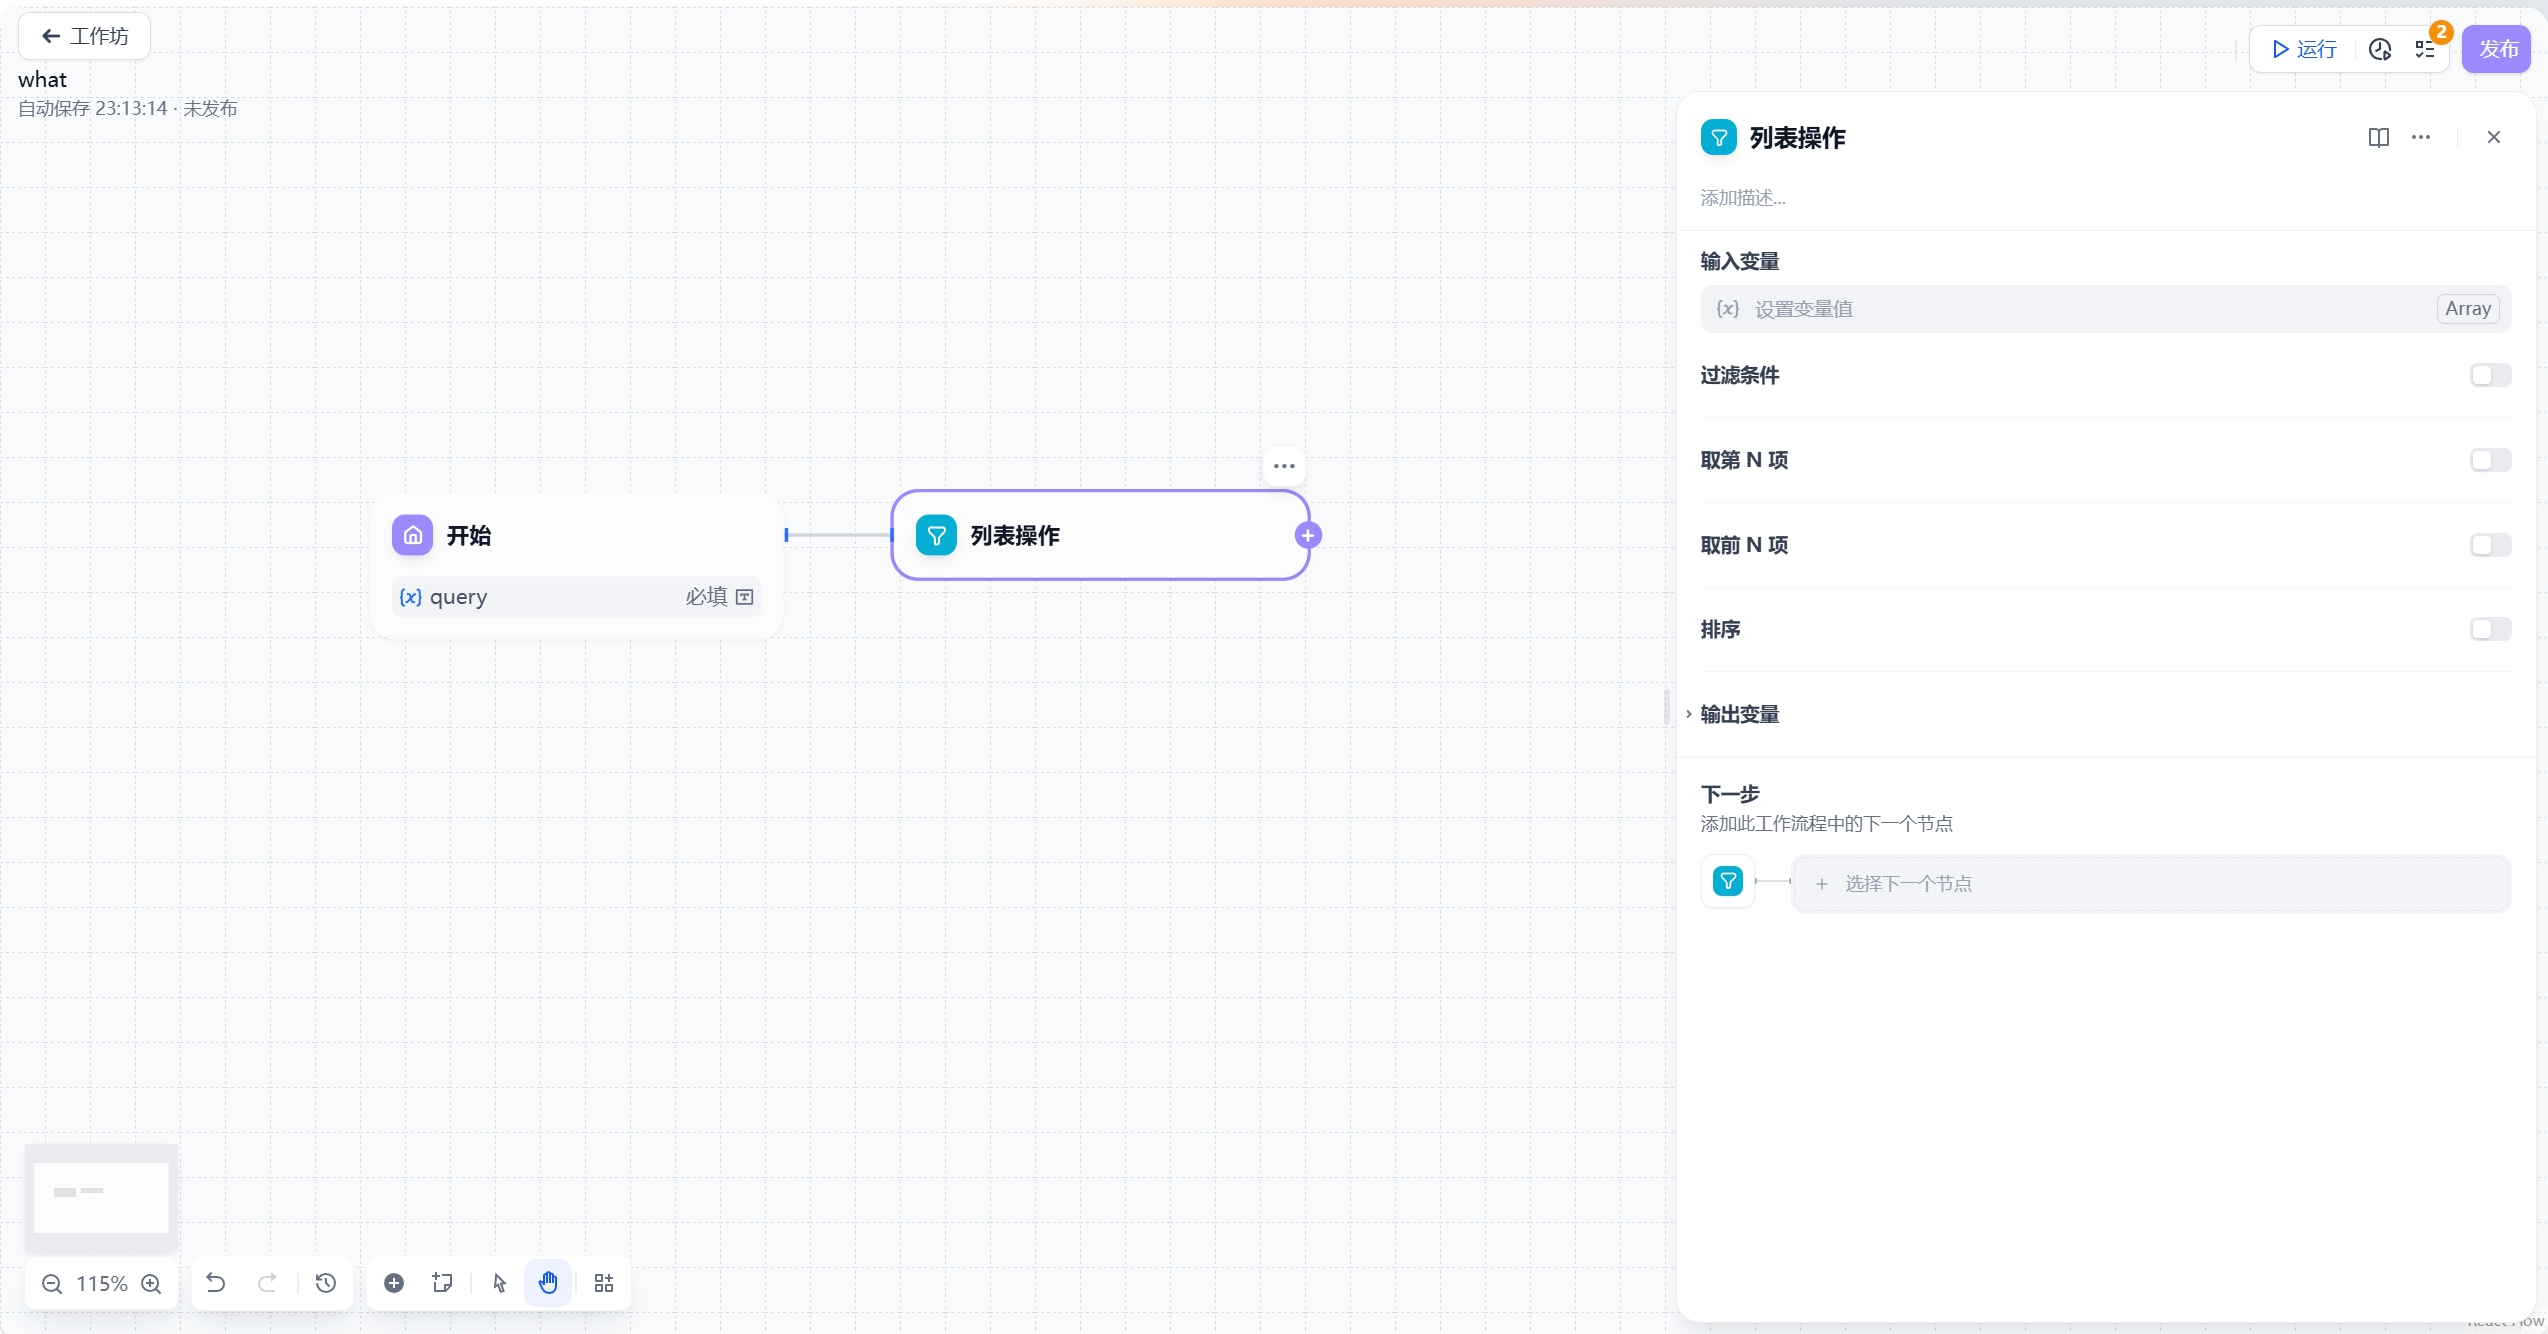 工作坊
what
自动保存 23:13:14 · 未发布
运行
2
发布
开始
{x} query
必填
列表操作
115%
列表操作
添加描述...
输入变量
{x} 设置变量值
Array
过滤条件
取第 N 项
取前 N 项
排序
输出变量
下一步
添加此工作流程中的下一个节点
+ 选择下一个节点
React Flow